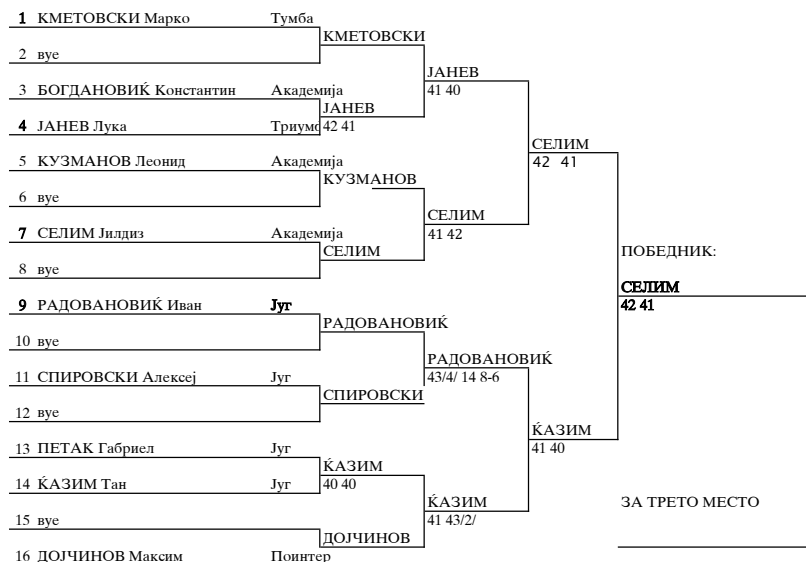 1 КМЕТОВСКИ Марко Тумба
КМЕТОВСКИ
2 вуе
ЈАНЕВ
3 БОГДАНОВИЌ Константин Академија 41 40
ЈАНЕВ
4 ЈАНЕВ Лука Триумф 42 41
СЕЛИМ
5 КУЗМАНОВ Леонид Академија 42 41
КУЗМАНОВ
6 вуе
СЕЛИМ
7 СЕЛИМ Јилдиз Академија 41 42
СЕЛИМ ПОБЕДНИК:
8 вуе
СЕЛИМ
9 РАДОВАНОВИЌ Иван Југ 42 41
РАДОВАНОВИЌ
10 вуе
РАДОВАНОВИЌ
11 СПИРОВСКИ Алексеј Југ 43/4/ 14 8-6
СПИРОВСКИ
12 вуе
ЌАЗИМ
13 ПЕТАК Габриел Југ 41 40
ЌАЗИМ
14 ЌАЗИМ Тан Југ 40 40
ЌАЗИМ ЗА ТРЕТО МЕСТО
15 вуе 41 43/2/
ДОЈЧИНОВ
16 ДОЈЧИНОВ Максим Поинтер